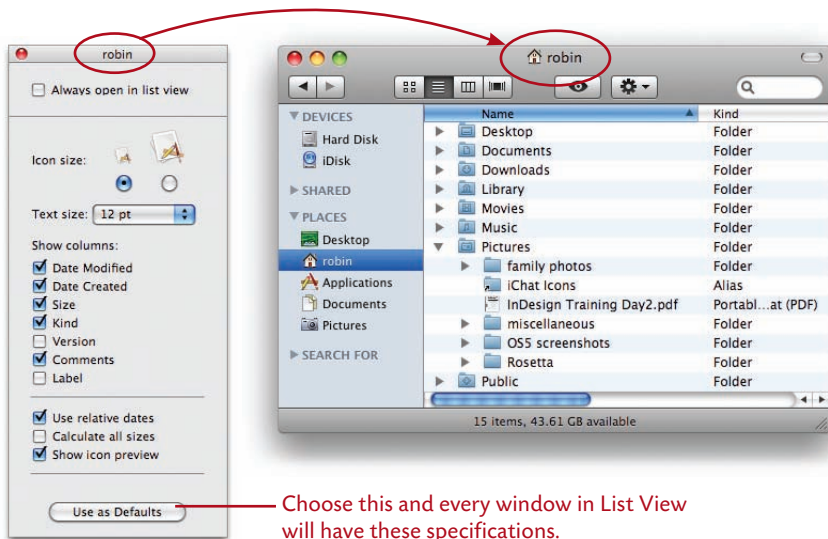 robin
Always open in list view
Icon size:
Text size: 12 pt
Show columns:
Date Modified
Date Created
Size
Kind
Version
Comments
Label
Use relative dates
Calculate all sizes
Show icon preview
Use as Defaults
robin
DEVICES
Hard Disk
iDisk
SHARED
PLACES
Desktop
robin
Applications
Documents
Pictures
SEARCH FOR
Name Kind
Desktop Folder
Documents Folder
Downloads Folder
Library Folder
Movies Folder
Music Folder
Pictures Folder
family photos Folder
iChat Icons Alias
InDesign Training Day2.pdf Portabl...at (PDF)
miscellaneous Folder
OS5 screenshots Folder
Rosetta Folder
Public Folder
15 items, 43.61 GB available
Choose this and every window in List View
will have these specifications.